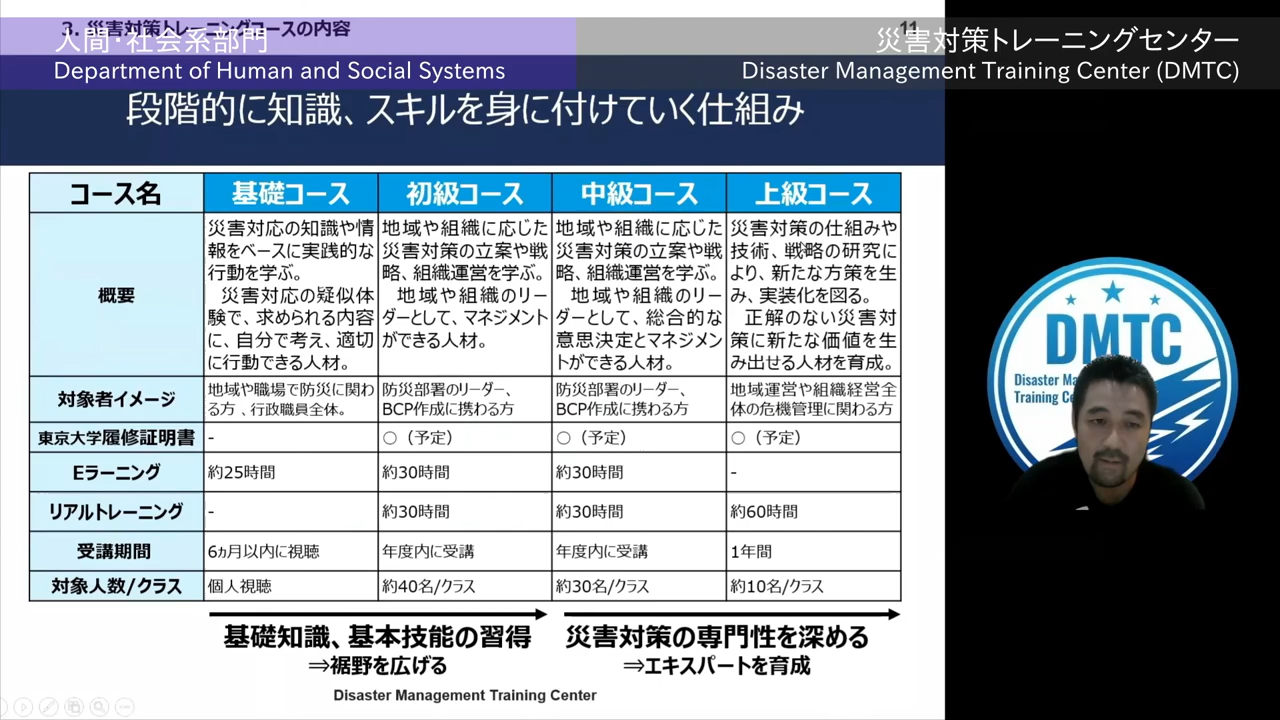 3. 災害対策トレーニングコースの内容
11
人間・社会系部門
Department of Human and Social Systems
災害対策トレーニングセンター
Disaster Management Training Center (DMTC)
段階的に知識、スキルを身に付けていく仕組み
コース名
基礎コース
初級コース
中級コース
上級コース
概要
災害対応の知識や情
報をベースに実践的な
行動を学ぶ。
災害対応の疑似体
験で、求められる内容
に、自分で考え、適切
に行動できる人材。
地域や組織に応じた
災害対策の立案や戦
略、組織運営を学ぶ。
地域や組織のリー
ダーとして、マネジメント
ができる人材。
地域や組織に応じた
災害対策の立案や戦
略、組織運営を学ぶ。
地域や組織のリー
ダーとして、総合的な
意思決定とマネジメン
トができる人材。
災害対策の仕組みや
技術、戦略の研究に
より、新たな方策を生
み、実装化を図る。
正解のない災害対
策に新たな価値を生
み出せる人材を育成。
対象者イメージ
地域や職場で防災に関わ
る方 、行政職員全体。
防災部署のリーダー、
BCP作成に携わる方
防災部署のリーダー、
BCP作成に携わる方
地域運営や組織経営全
体の危機管理に関わる方
東京大学履修証明書
-
○（予定）
○（予定）
○（予定）
Eラーニング
約25時間
約30時間
約30時間
-
リアルトレーニング
-
約30時間
約30時間
約60時間
受講期間
6ヵ月以内に視聴
年度内に受講
年度内に受講
1年間
対象人数/クラス
個人視聴
約40名/クラス
約30名/クラス
約10名/クラス
基礎知識、基本技能の習得
⇒裾野を広げる
災害対策の専門性を深める
⇒エキスパートを育成
Disaster Management Training Center
DMTC
Disaster Ma
Training Ce